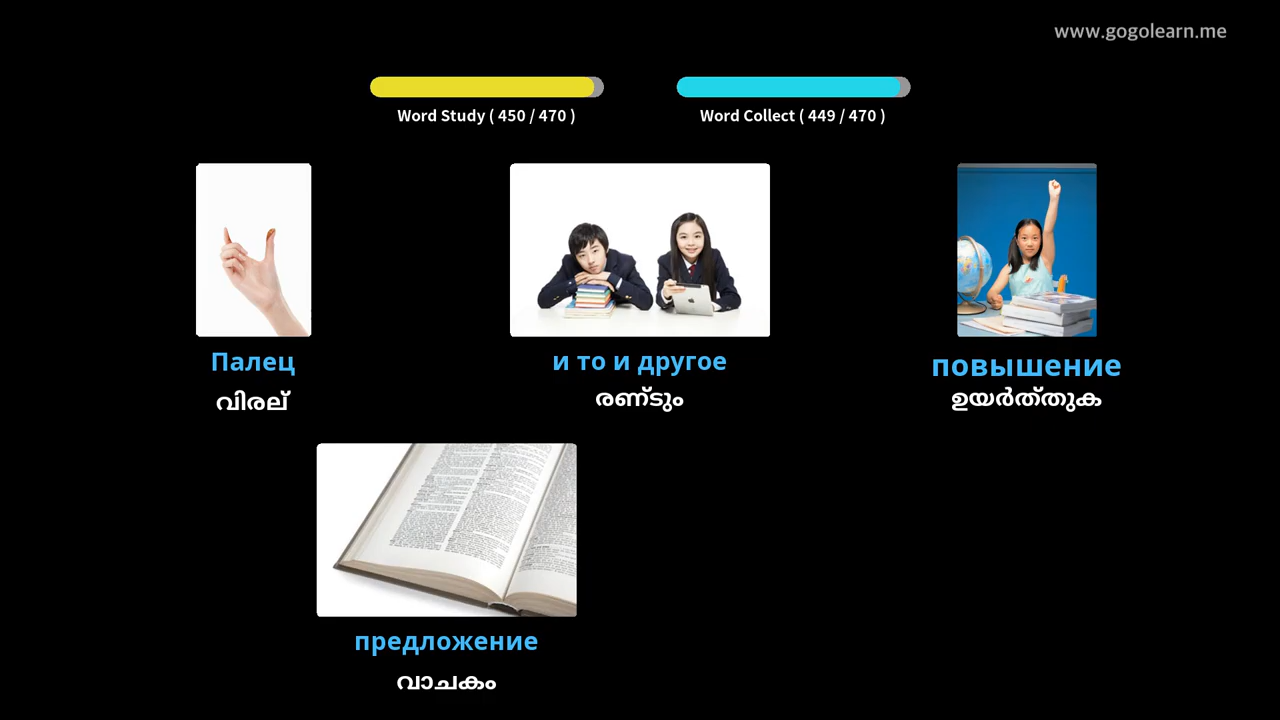 www.gogolearn.me
Word Study ( 450 / 470 )
Word Collect ( 449 / 470 )
Палец
വിരല്
и то и другое
രണ്ടും
повышение
ഉയർത്തുക
предложение
വാചകം